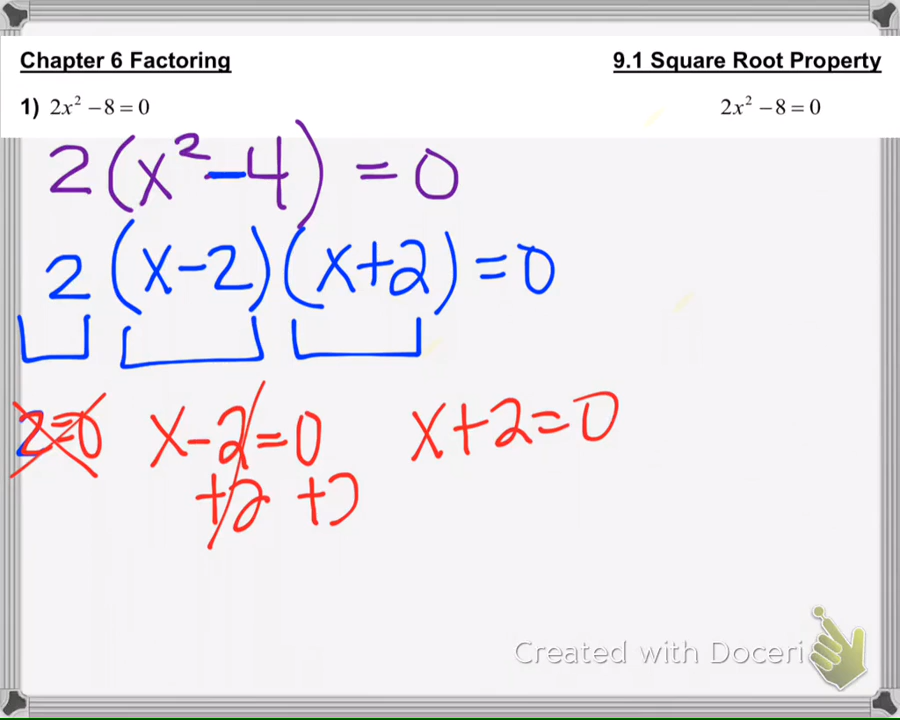 Chapter 6 Factoring
9.1 Square Root Property
1) 2x² – 8 = 0
2x² – 8 = 0
2(x²-4) = 0
2(x-2)(x+2) = 0
2=0 x-2=0 x+2=0
+2 +2
Created with Doceri